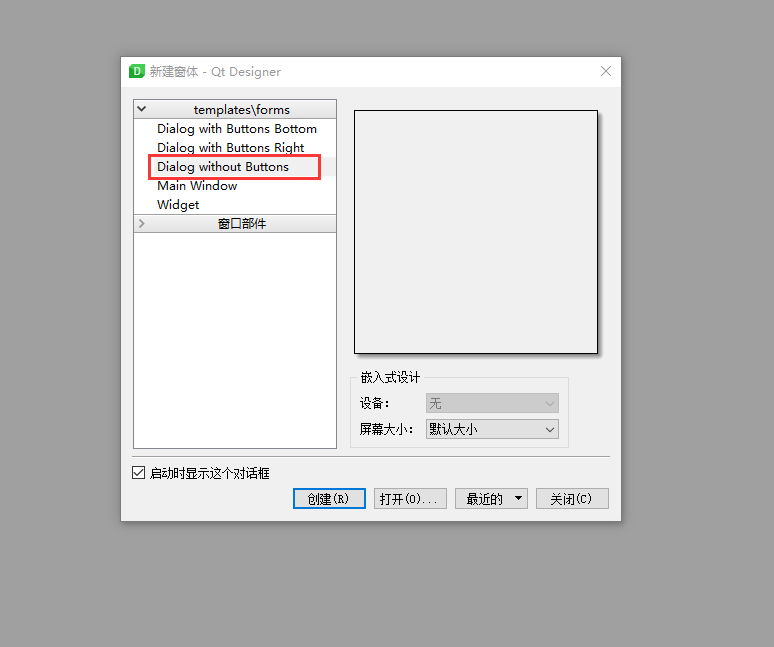 D 新建窗体 - Qt Designer
templates\forms
Dialog with Buttons Bottom
Dialog with Buttons Right
Dialog without Buttons
Main Window
Widget
窗口部件
嵌入式设计
设备: 无
屏幕大小: 默认大小
启动时显示这个对话框
创建(R) 打开(O)... 最近的 关闭(C)